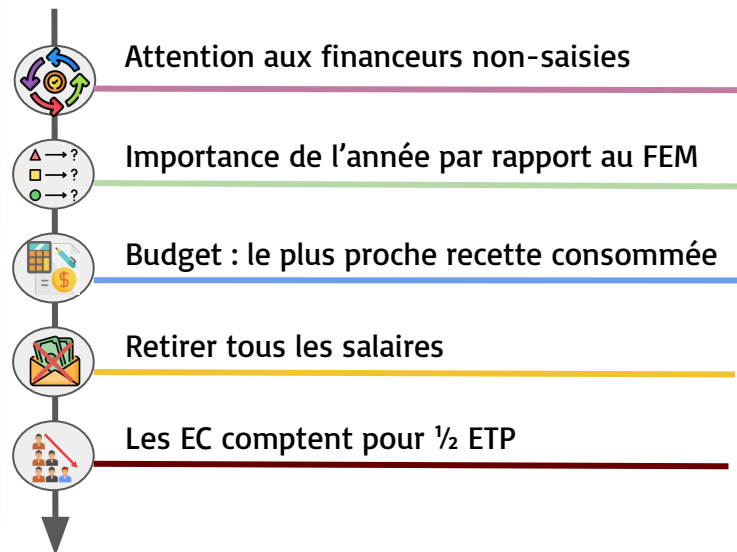 Attention aux financeurs non-saisies
→ ?
Importance de l'année par rapport au FEM
→ ?
→ ?
Budget : le plus proche recette consommée
= $
Retirer tous les salaires
Les EC comptent pour ½ ETP